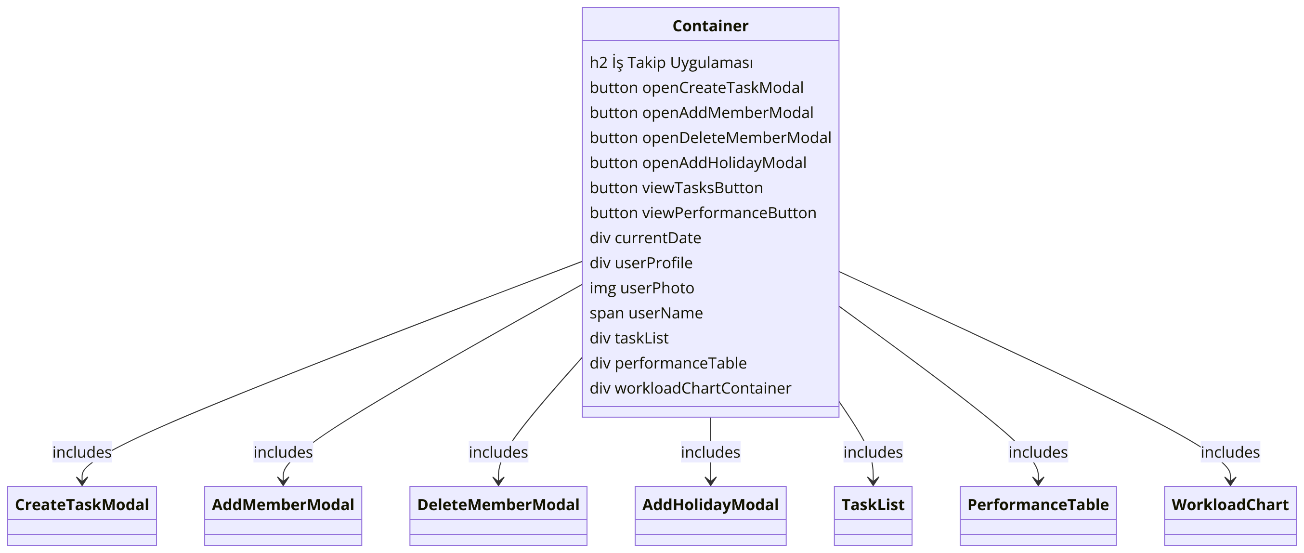 Container
h2 İş Takip Uygulaması
button openCreateTaskModal
button openAddMemberModal
button openDeleteMemberModal
button openAddHolidayModal
button viewTasksButton
button viewPerformanceButton
div currentDate
div userProfile
img userPhoto
span userName
div taskList
div performanceTable
div workloadChartContainer
includes
includes
includes
includes
includes
includes
includes
CreateTaskModal
AddMemberModal
DeleteMemberModal
AddHolidayModal
TaskList
PerformanceTable
WorkloadChart